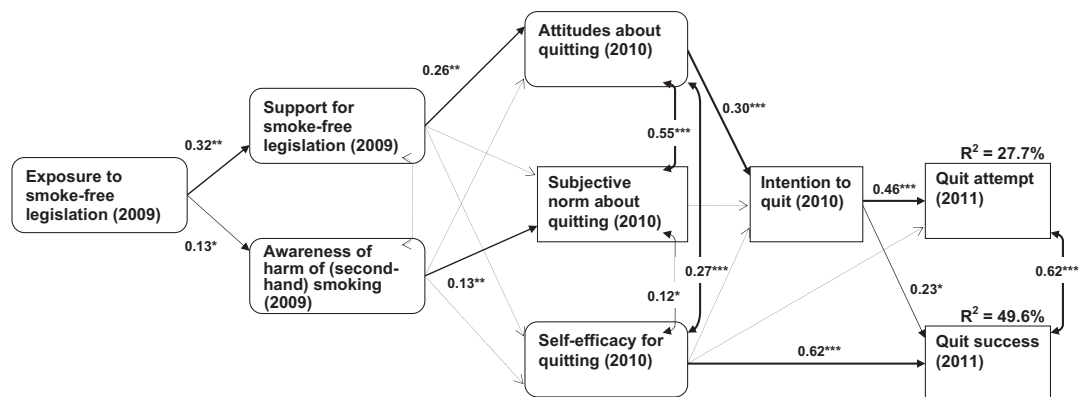 Attitudes about
quitting (2010)
0.26**
Support for
smoke-free
legislation (2009)
0.30***
0.32**
0.55***
R² = 27.7%
Exposure to
smoke-free
legislation (2009)
Subjective
norm about
quitting (2010)
Intention to
quit (2010)
0.46***
Quit attempt
(2011)
0.13*
Awareness of
harm of (second-
hand) smoking
(2009)
0.13**
0.27***
0.62***
0.12*
0.23*
R² = 49.6%
Self-efficacy for
quitting (2010)
0.62***
Quit success
(2011)